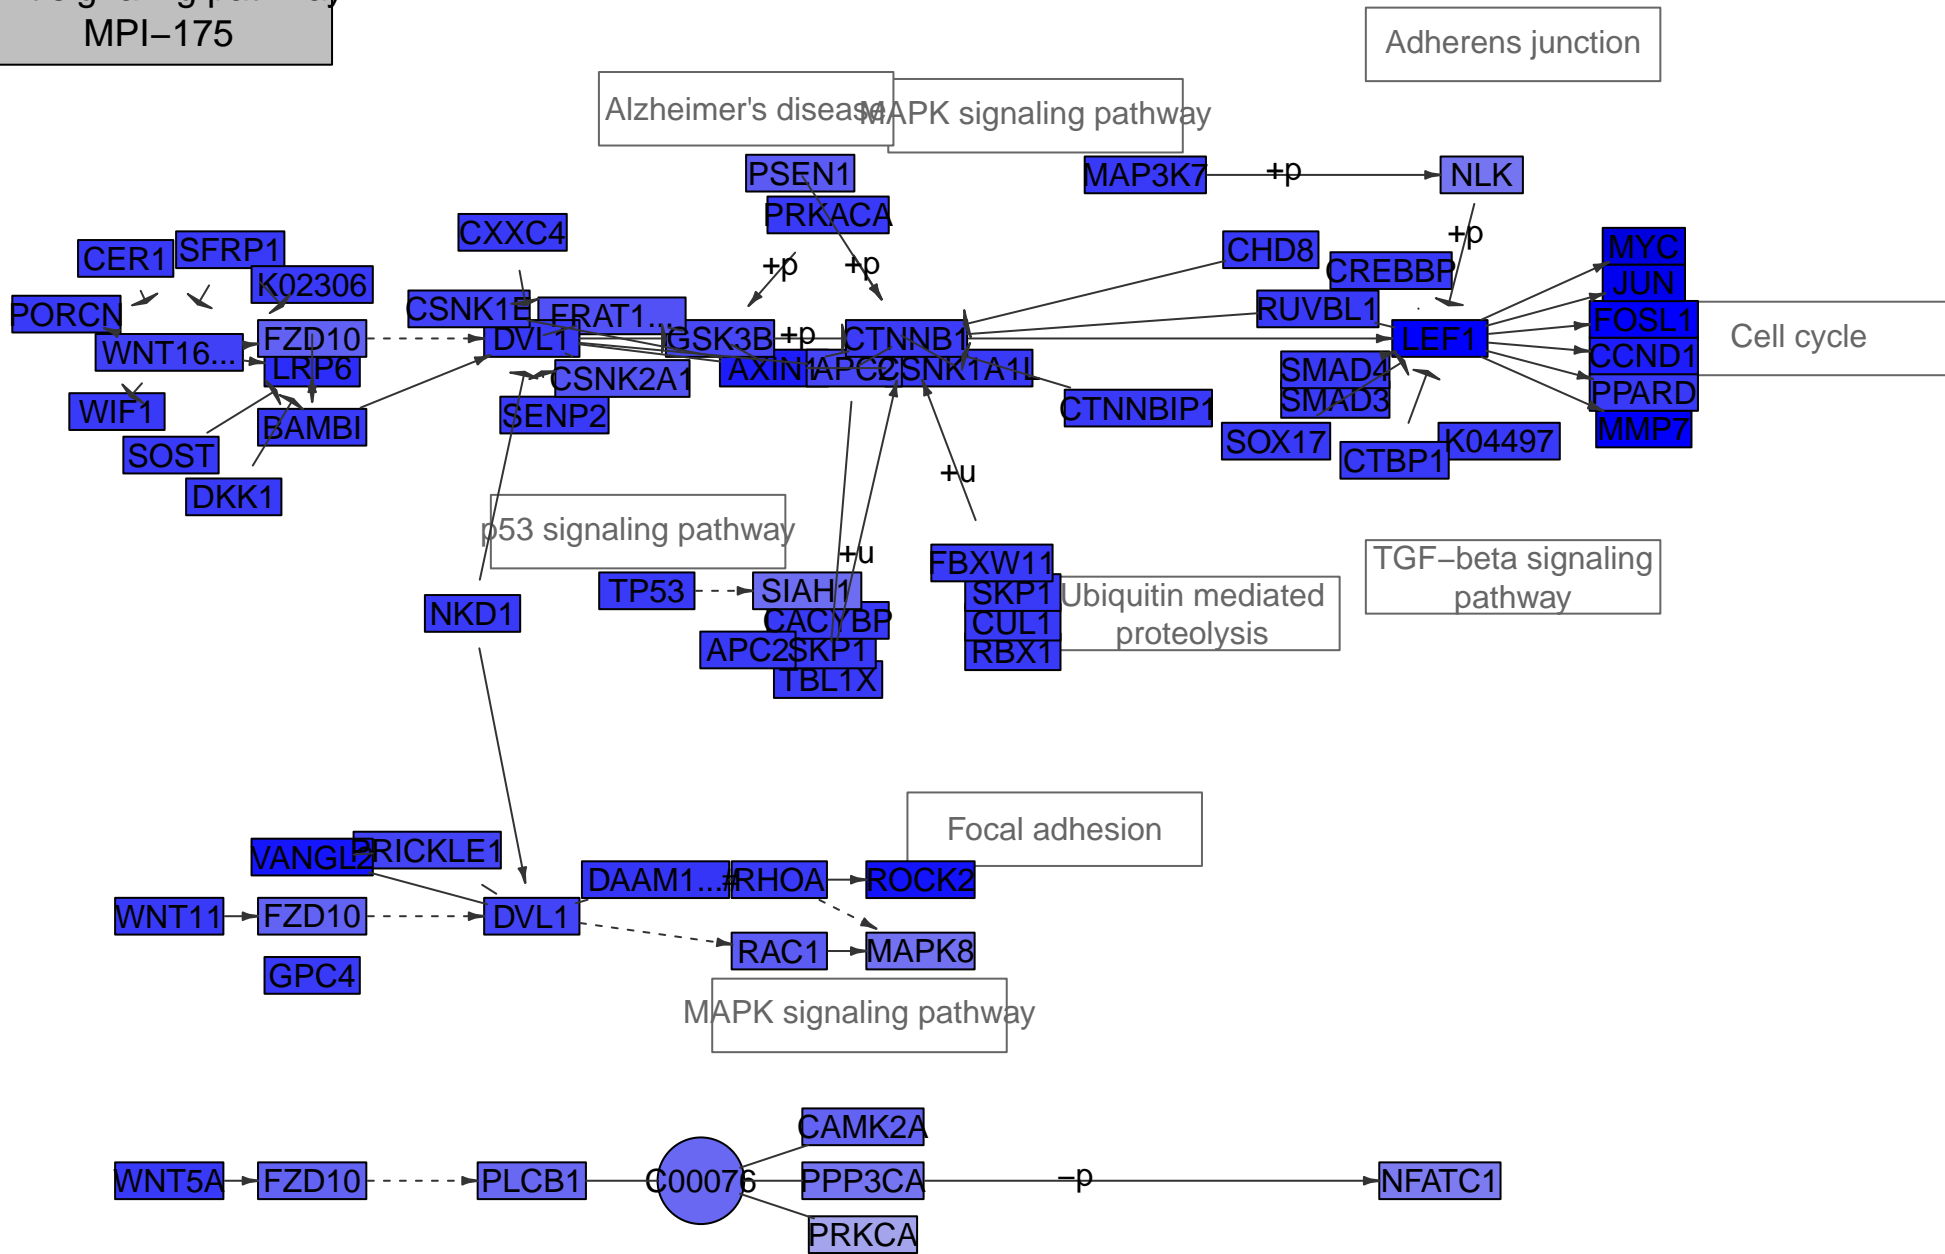 signaling pathway
MPI−175
Adherens junction
Alzheimer's disease
MAPK signaling pathway
PSEN1
MAP3K7
+p
NLK
PRKACA
CXXC4
CER1
SFRP1
K02306
+p
+p
CHD8
CREBBP
+p
MYC
JUN
PORCN
CSNK1E
FRAT1...
RUVBL1
FOSL1
WNT16...
FZD10
DVL1
GSK3B
+p
CTNNB1
LEF1
CCND1
Cell cycle
LRP6
AXIN1
APC2
CSNK1A1L
SMAD4
CSNK2A1
SMAD3
PPARD
WIF1
BAMBI
SENP2
CTNNBIP1
MMP7
SOST
SOX17
CTBP1
K04497
DKK1
+u
p53 signaling pathway
+u
TGF−beta signaling
pathway
FBXW11
TP53
SIAH1
SKP1
Ubiquitin mediated
proteolysis
NKD1
CACYBP
CUL1
APC2
SKP1
RBX1
TBL1X
Focal adhesion
VANGL2
PRICKLE1
DAAM1...
RHOA
ROCK2
WNT11
FZD10
DVL1
RAC1
MAPK8
GPC4
MAPK signaling pathway
CAMK2A
WNT5A
FZD10
PLCB1
C00076
PPP3CA
−p
NFATC1
PRKCA